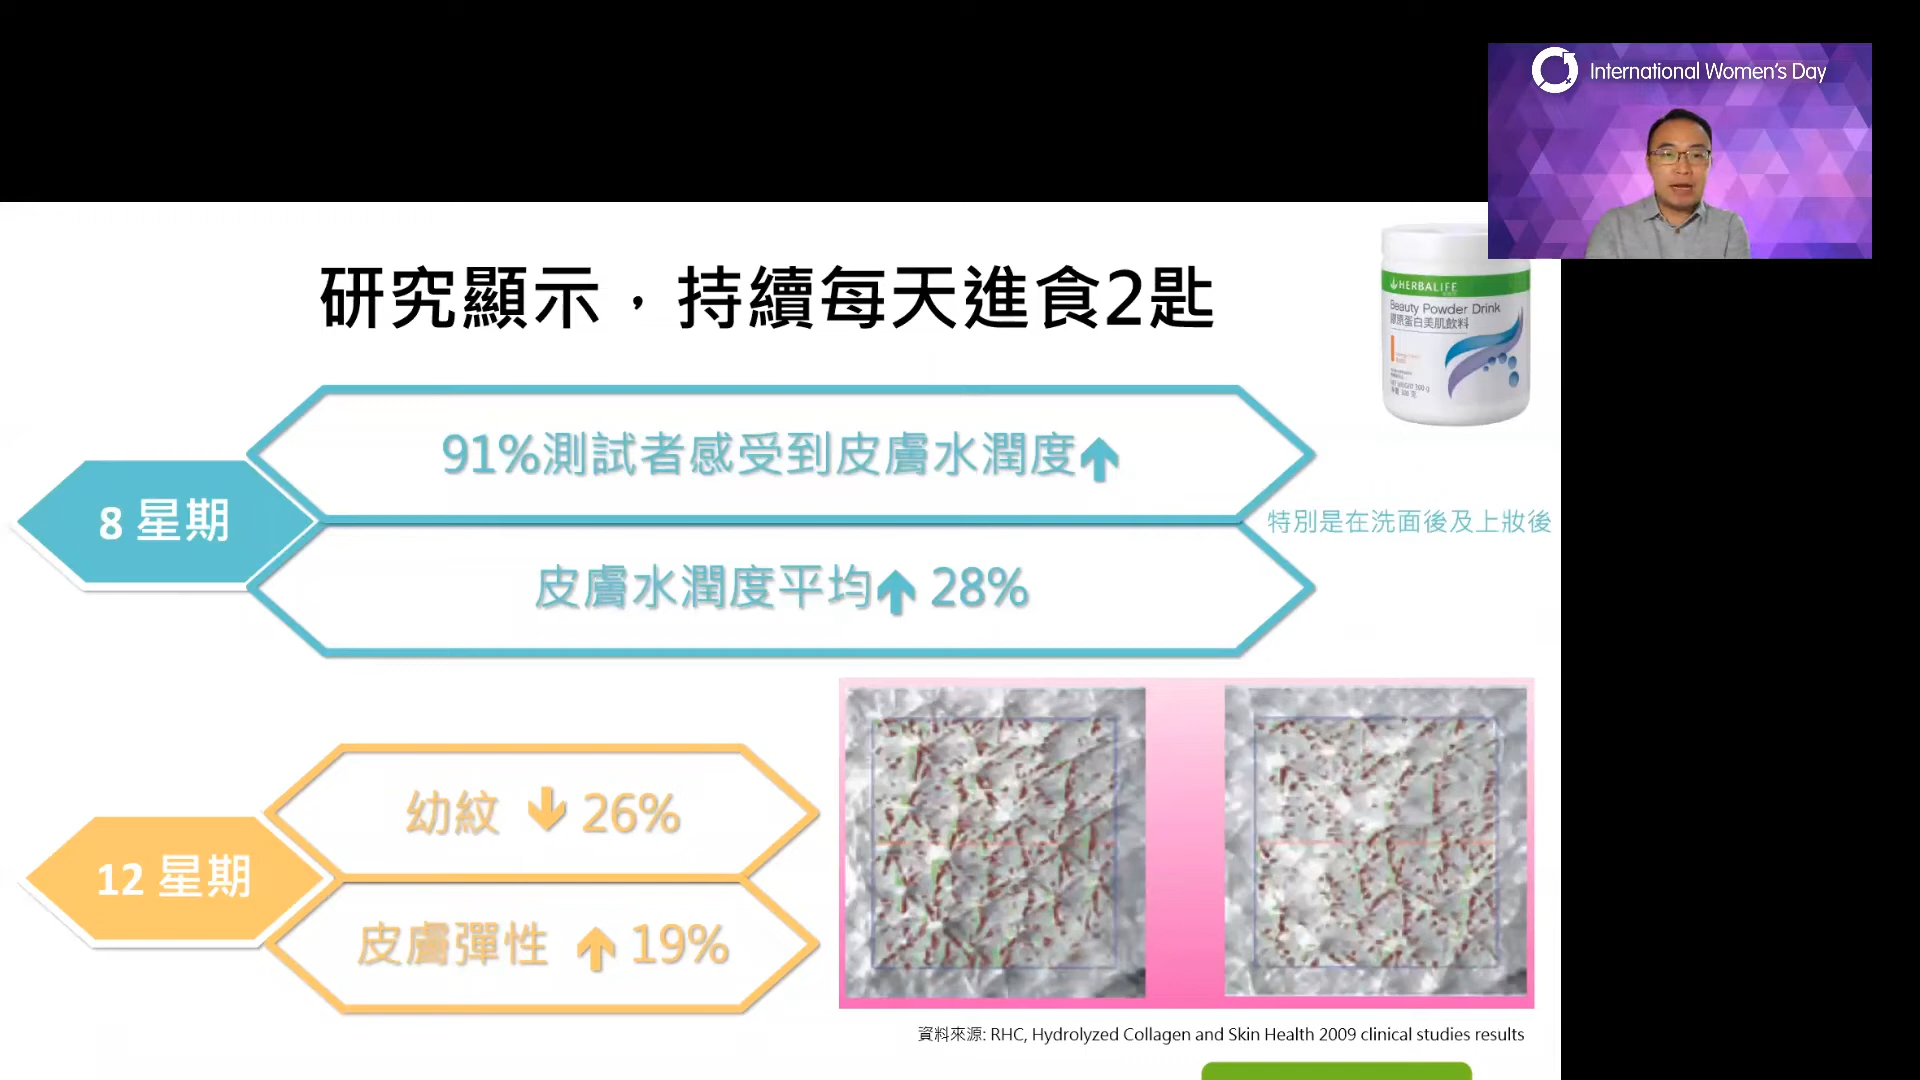 International Women's Day
研究顯示，持續每天進食2匙
HERBALIFE
Beauty Powder Drink
膠原蛋白美肌飲料
91%測試者感受到皮膚水潤度↑
8 星期
特別是在洗面後及上妝後
皮膚水潤度平均↑ 28%
幼紋 ↓ 26%
12 星期
皮膚彈性 ↑ 19%
資料來源: RHC, Hydrolyzed Collagen and Skin Health 2009 clinical studies results